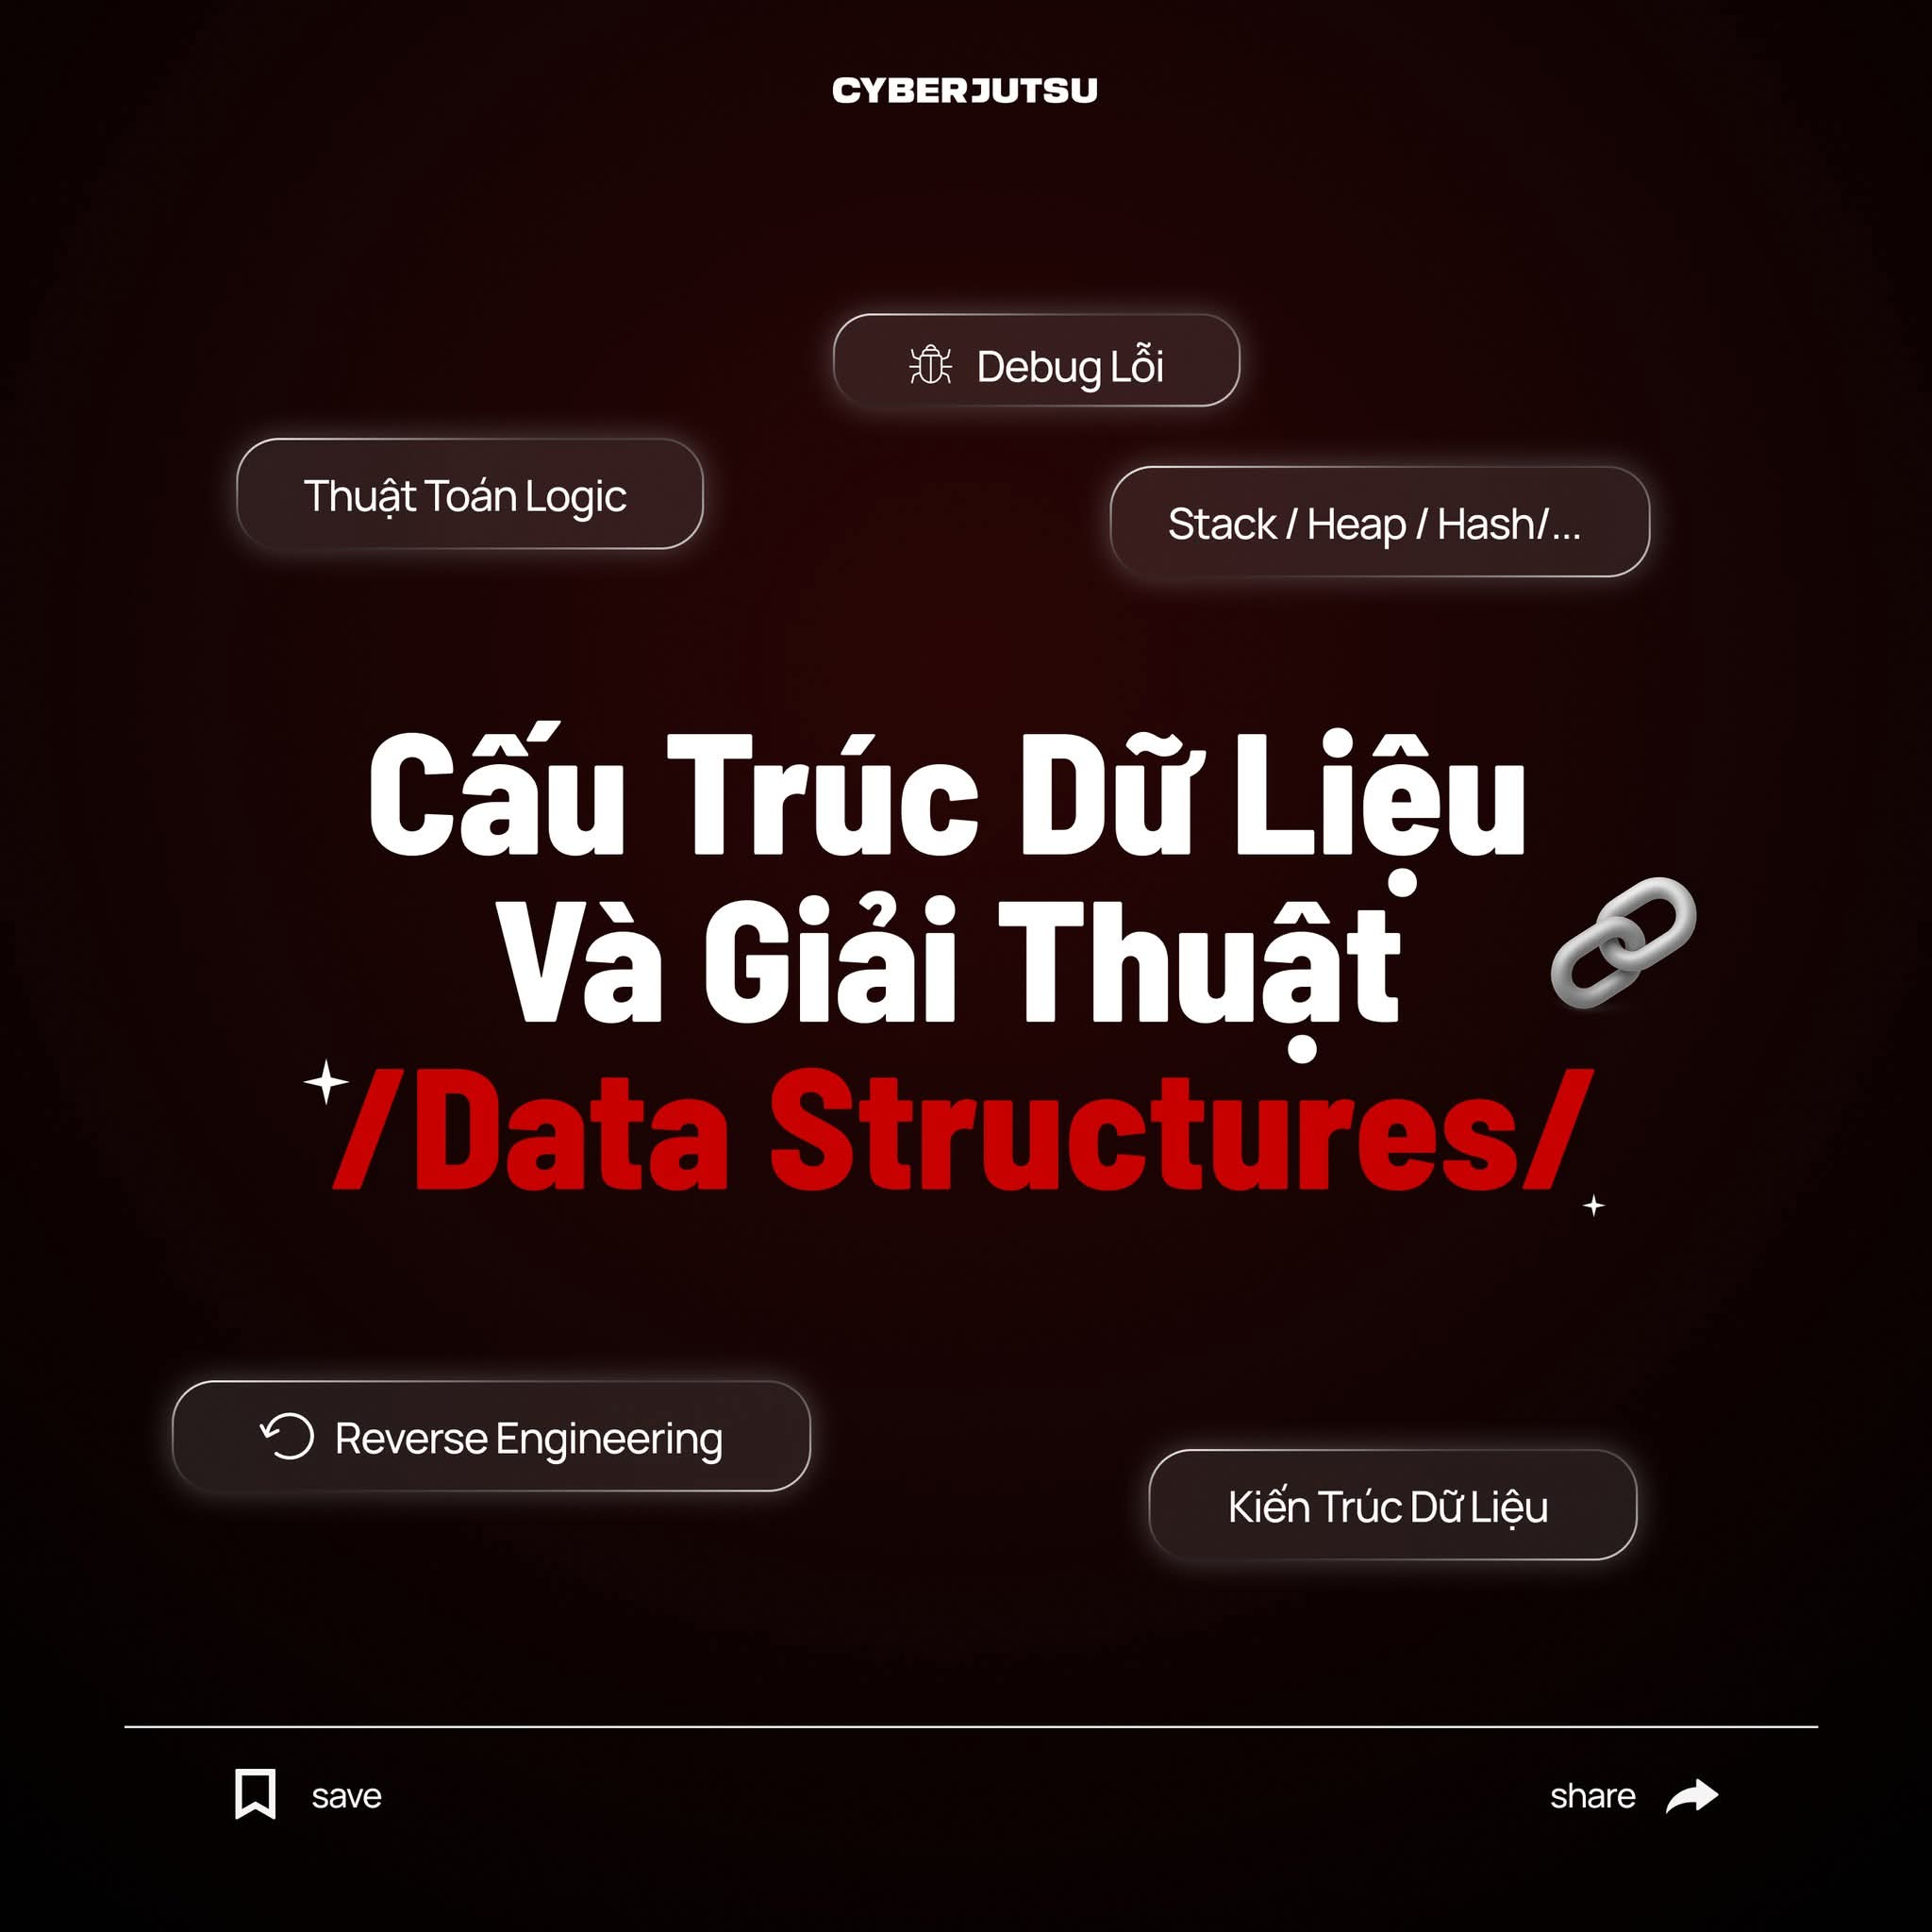 CYBERJUTSU
Debug Lỗi
Thuật Toán Logic
Stack / Heap / Hash/...
Cấu Trúc Dữ Liệu
Và Giải Thuật
/Data Structures/
Reverse Engineering
Kiến Trúc Dữ Liệu
save
share